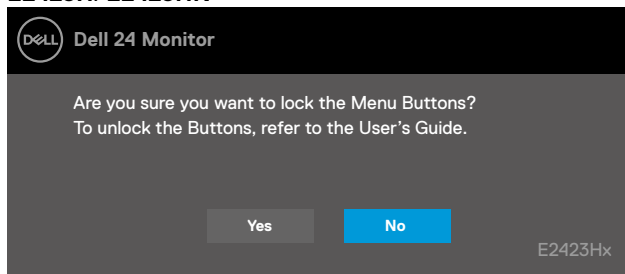 DELL Dell 24 Monitor
Are you sure you want to lock the Menu Buttons?
To unlock the Buttons, refer to the User's Guide.
Yes No
E2423Hx